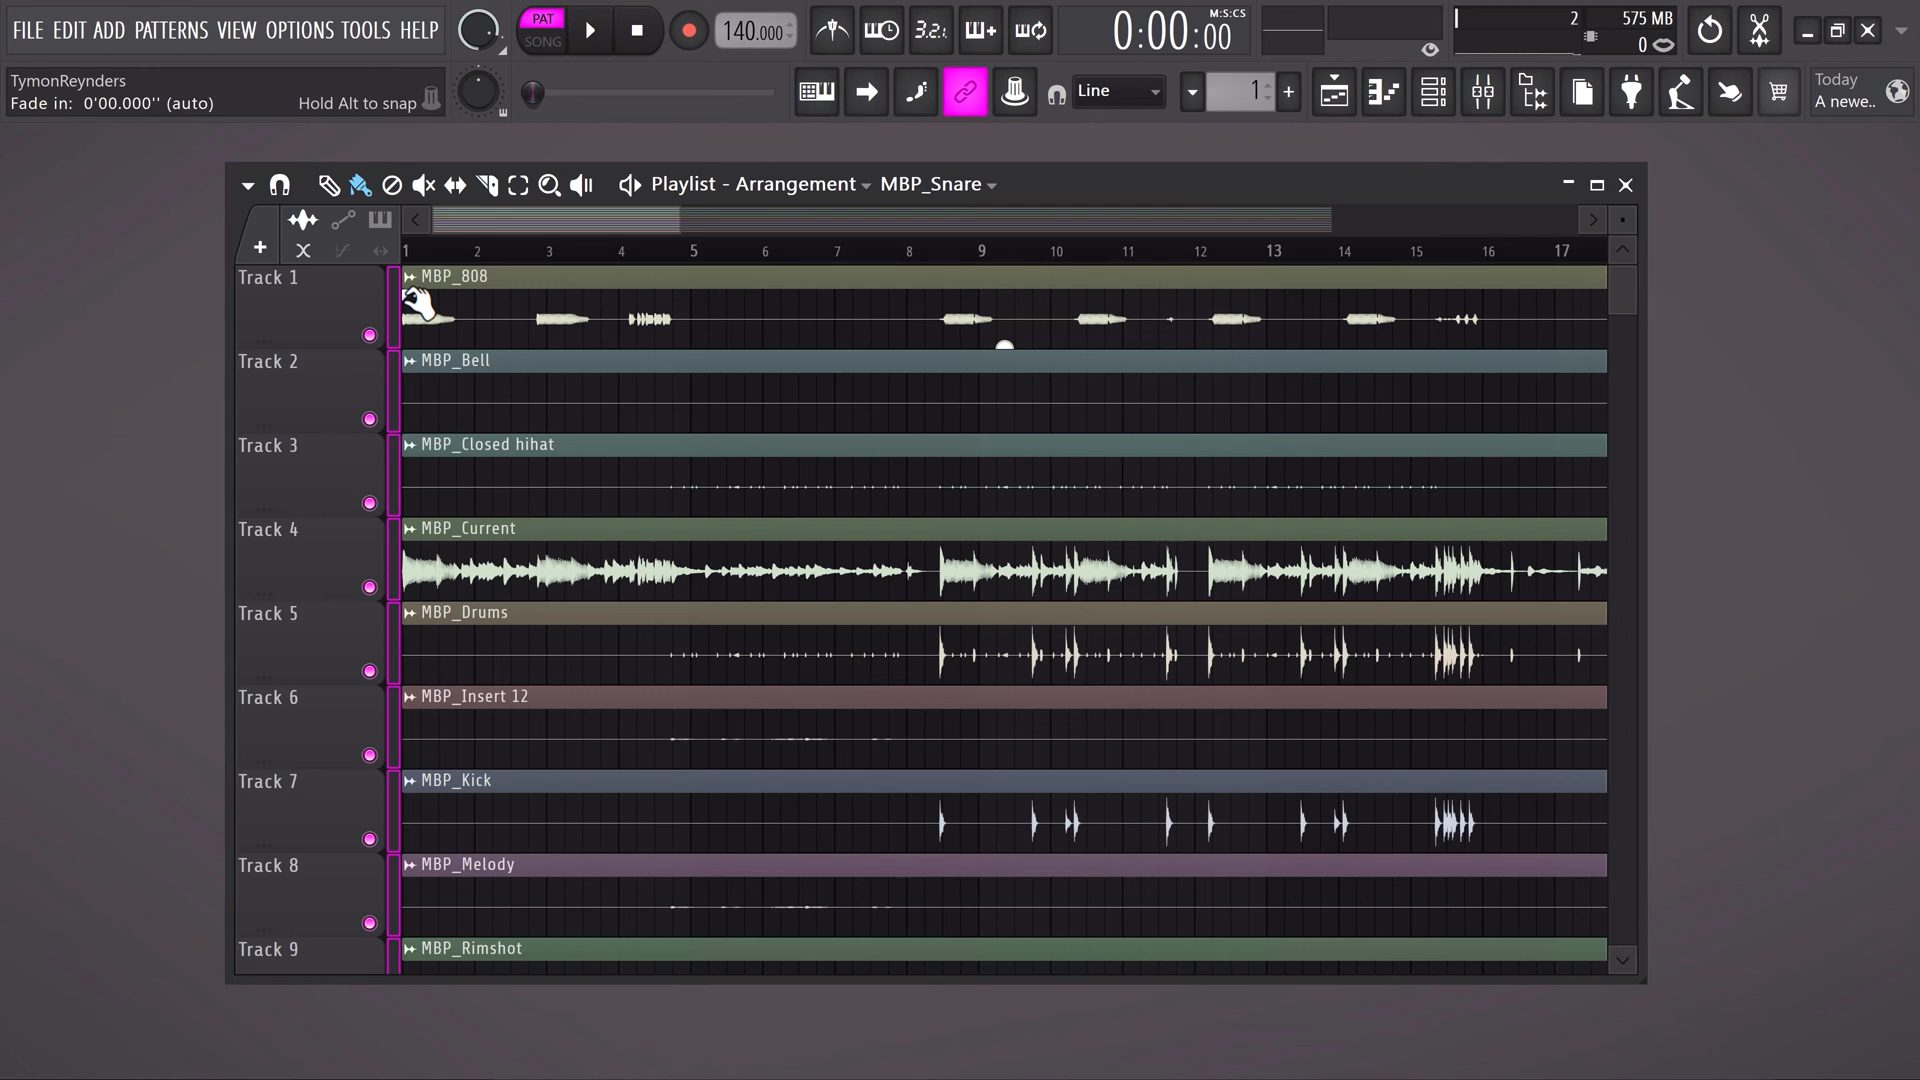 FILE EDIT ADD PATTERNS VIEW OPTIONS TOOLS HELP
PAT
SONG
140.000
3.2.
0:00:00
M:S:CS
2
575 MB
0
TymonReynders
Fade in: 0'00.000'' (auto)
Hold Alt to snap
Line
1
Today
A newe..
Playlist - Arrangement
MBP_Snare
1 2 3 4 5 6 7 8 9 10 11 12 13 14 15 16 17
Track 1
MBP_808
Track 2
MBP_Bell
Track 3
MBP_Closed hihat
Track 4
MBP_Current
Track 5
MBP_Drums
Track 6
MBP_Insert 12
Track 7
MBP_Kick
Track 8
MBP_Melody
Track 9
MBP_Rimshot